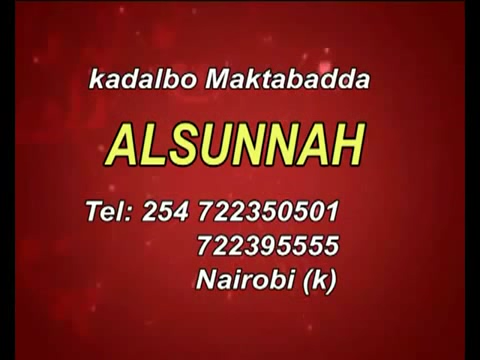 kadalbo Maktabadda
ALSUNNAH
Tel: 254 722350501
722395555
Nairobi (k)